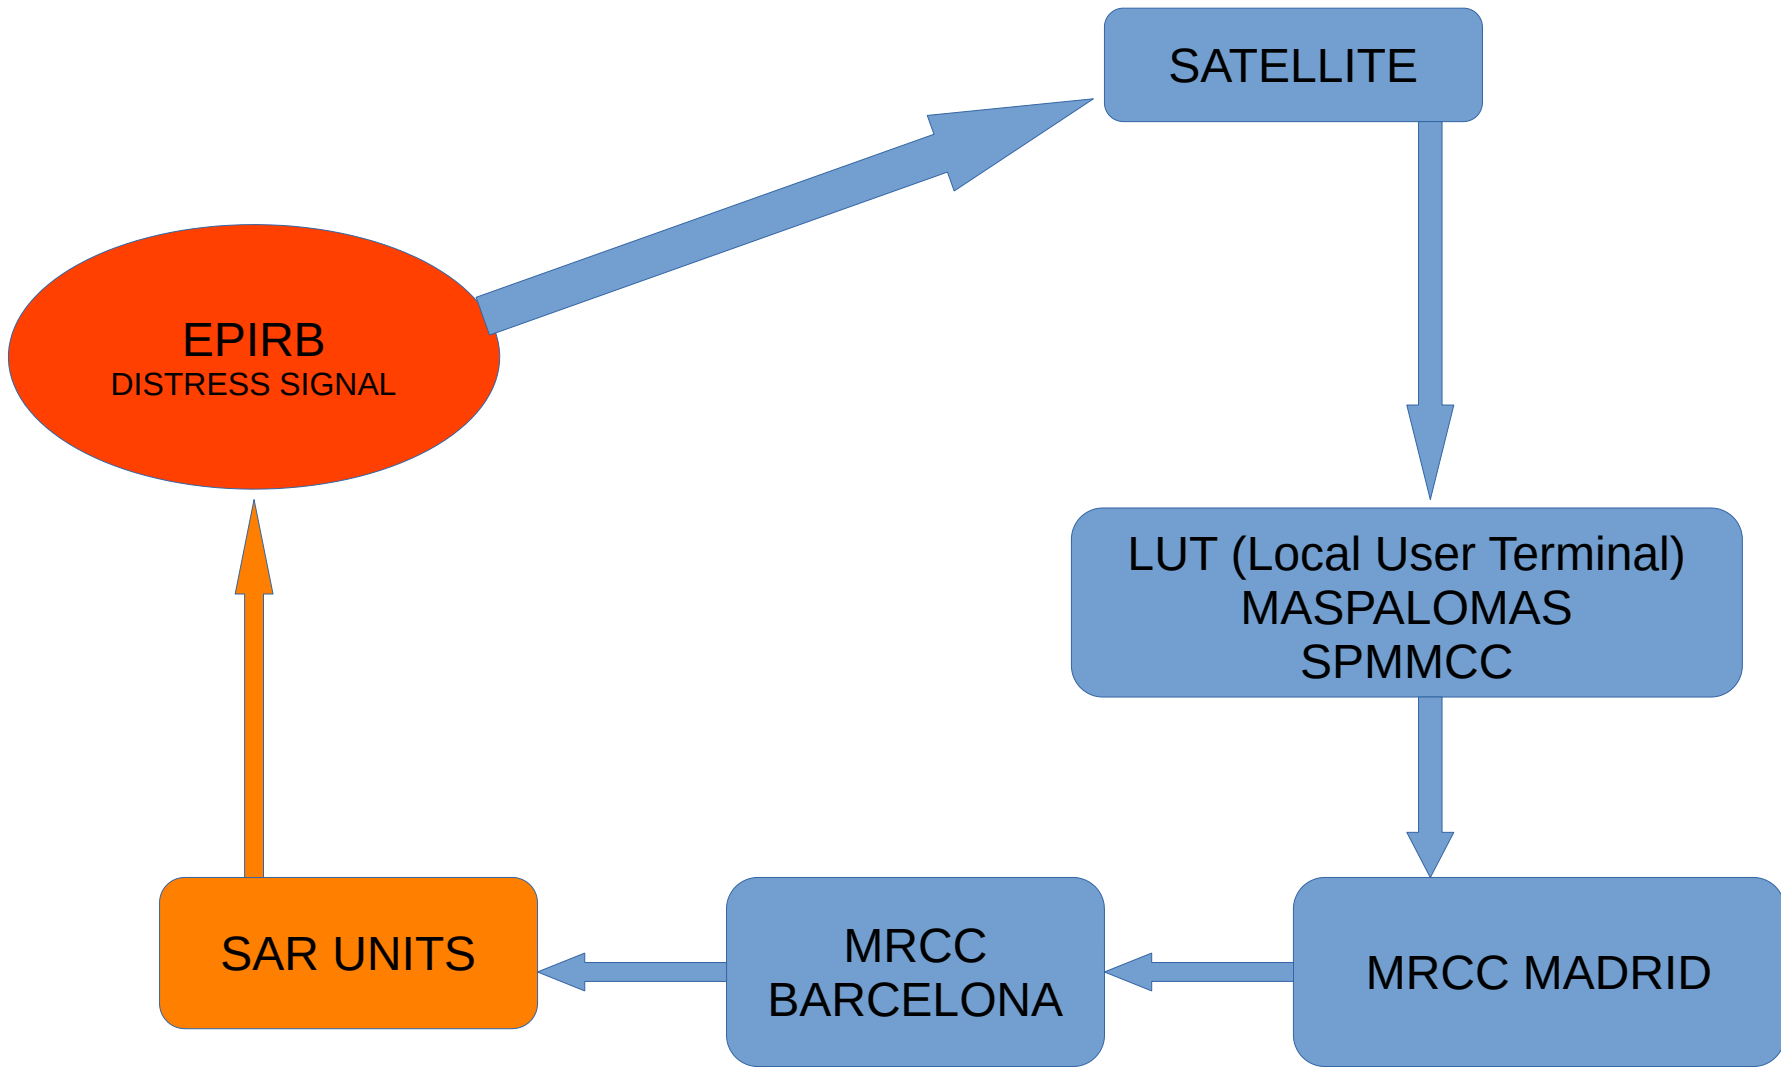 SATELLITE
EPIRB
DISTRESS SIGNAL
LUT (Local User Terminal)
MASPALOMAS
SPMMCC
SAR UNITS
MRCC
BARCELONA
MRCC MADRID